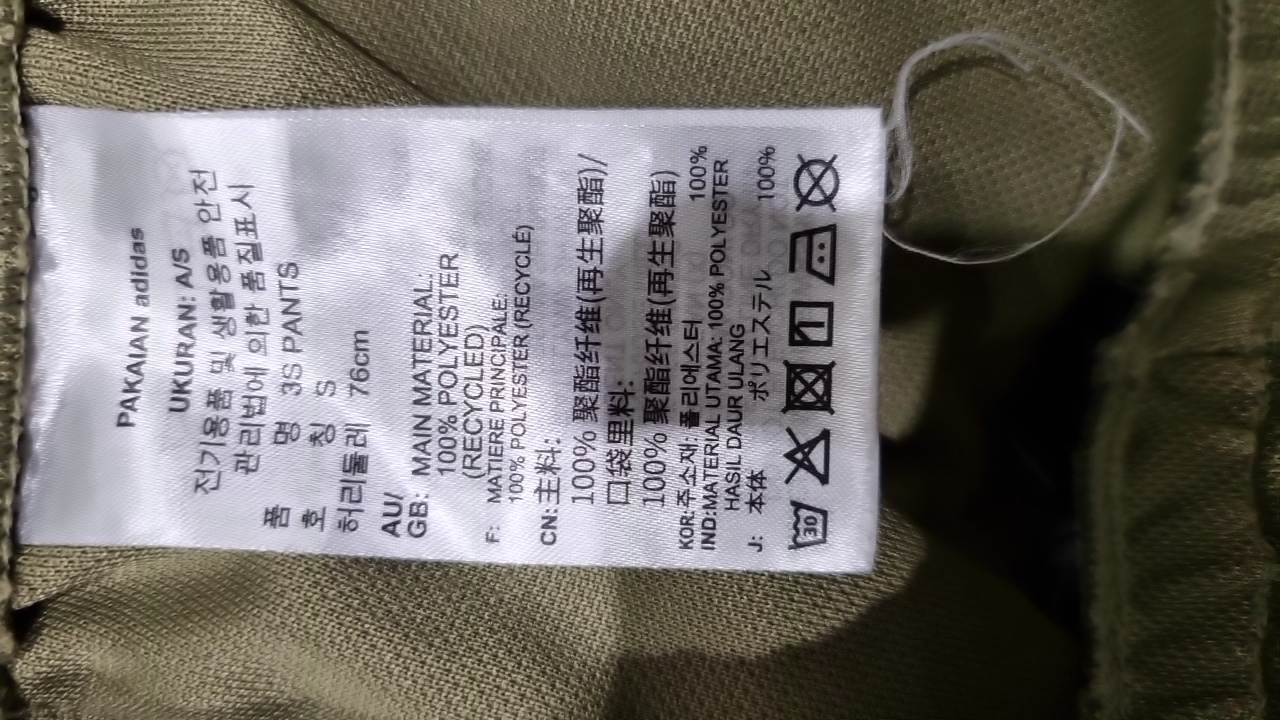 PAKAIAN adidas
UKURAN: A/S
전기용품 및 생활용품 안전
관리법에 의한 품질표시
품 명 3S PANTS
호 칭 S
허리둘레 76cm
AU/
GB: MAIN MATERIAL:
100% POLYESTER
(RECYCLED)
F: MATIERE PRINCIPALE:
100% POLYESTER (RECYCLÉ)
CN: 主料:
100% 聚酯纤维(再生聚酯)/
口袋里料:
100% 聚酯纤维(再生聚酯)
KOR:주소재: 폴리에스터 100%
IND:MATERIAL UTAMA: 100% POLYESTER
HASIL DAUR ULANG
J: 本体 ポリエステル 100%
30